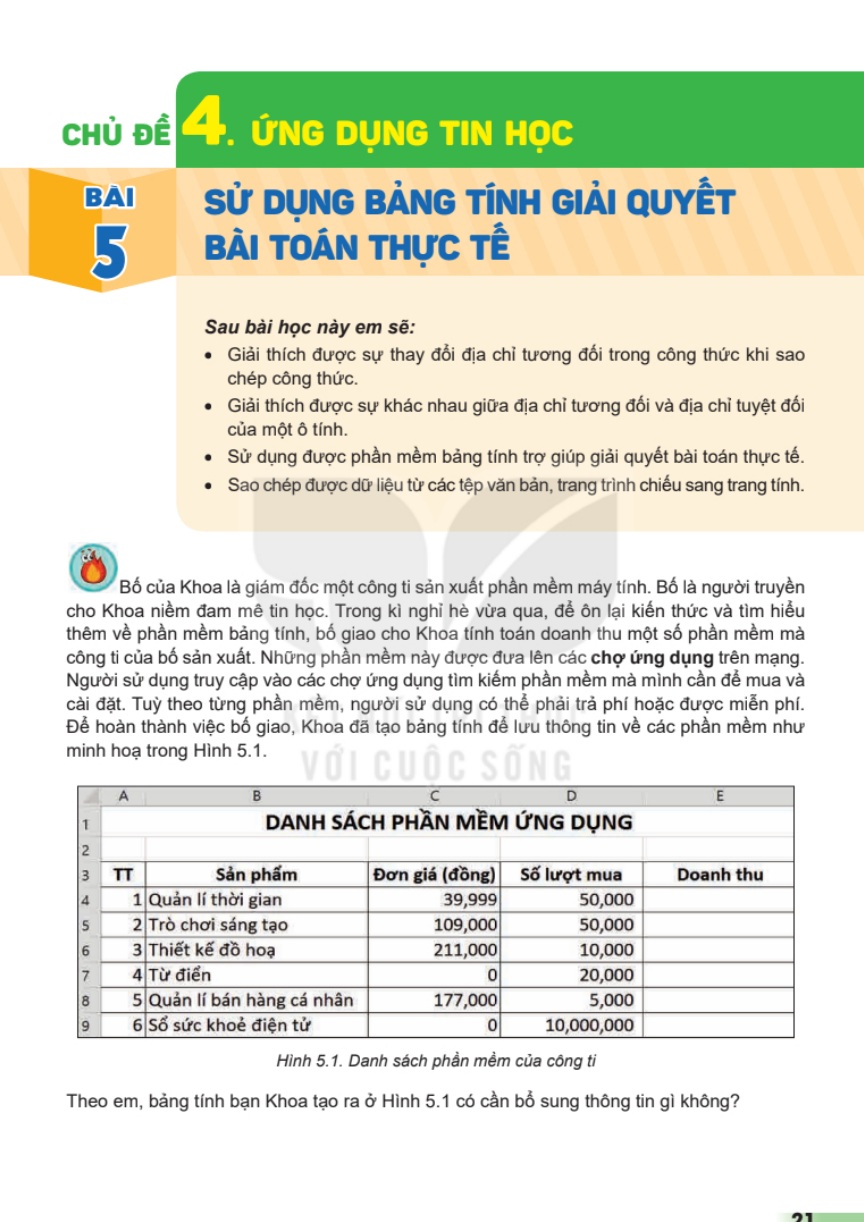 CHỦ ĐỀ 4. ỨNG DỤNG TIN HỌC
BÀI
5
SỬ DỤNG BẢNG TÍNH GIẢI QUYẾT
BÀI TOÁN THỰC TẾ
Sau bài học này em sẽ:
• Giải thích được sự thay đổi địa chỉ tương đối trong công thức khi sao
chép công thức.
• Giải thích được sự khác nhau giữa địa chỉ tương đối và địa chỉ tuyệt đối
của một ô tính.
• Sử dụng được phần mềm bảng tính trợ giúp giải quyết bài toán thực tế.
• Sao chép được dữ liệu từ các tệp văn bản, trang trình chiếu sang trang tính.
Bố của Khoa là giám đốc một công ti sản xuất phần mềm máy tính. Bố là người truyền
cho Khoa niềm đam mê tin học. Trong kì nghỉ hè vừa qua, để ôn lại kiến thức và tìm hiểu
thêm về phần mềm bảng tính, bố giao cho Khoa tính toán doanh thu một số phần mềm mà
công ti của bố sản xuất. Những phần mềm này được đưa lên các chợ ứng dụng trên mạng.
Người sử dụng truy cập vào các chợ ứng dụng tìm kiếm phần mềm mà mình cần để mua và
cài đặt. Tuỳ theo từng phần mềm, người sử dụng có thể phải trả phí hoặc được miễn phí.
Để hoàn thành việc bố giao, Khoa đã tạo bảng tính để lưu thông tin về các phần mềm như
minh hoạ trong Hình 5.1.
KẾT NỐI TRI THỨC
VỚI CUỘC SỐNG
A B C D E
1 DANH SÁCH PHẦN MỀM ỨNG DỤNG
2
3 TT Sản phẩm Đơn giá (đồng) Số lượt mua Doanh thu
4 1 Quản lí thời gian 39,999 50,000
5 2 Trò chơi sáng tạo 109,000 50,000
6 3 Thiết kế đồ hoạ 211,000 10,000
7 4 Từ điển 0 20,000
8 5 Quản lí bán hàng cá nhân 177,000 5,000
9 6 Sổ sức khoẻ điện tử 0 10,000,000
Hình 5.1. Danh sách phần mềm của công ti
Theo em, bảng tính bạn Khoa tạo ra ở Hình 5.1 có cần bổ sung thông tin gì không?
21